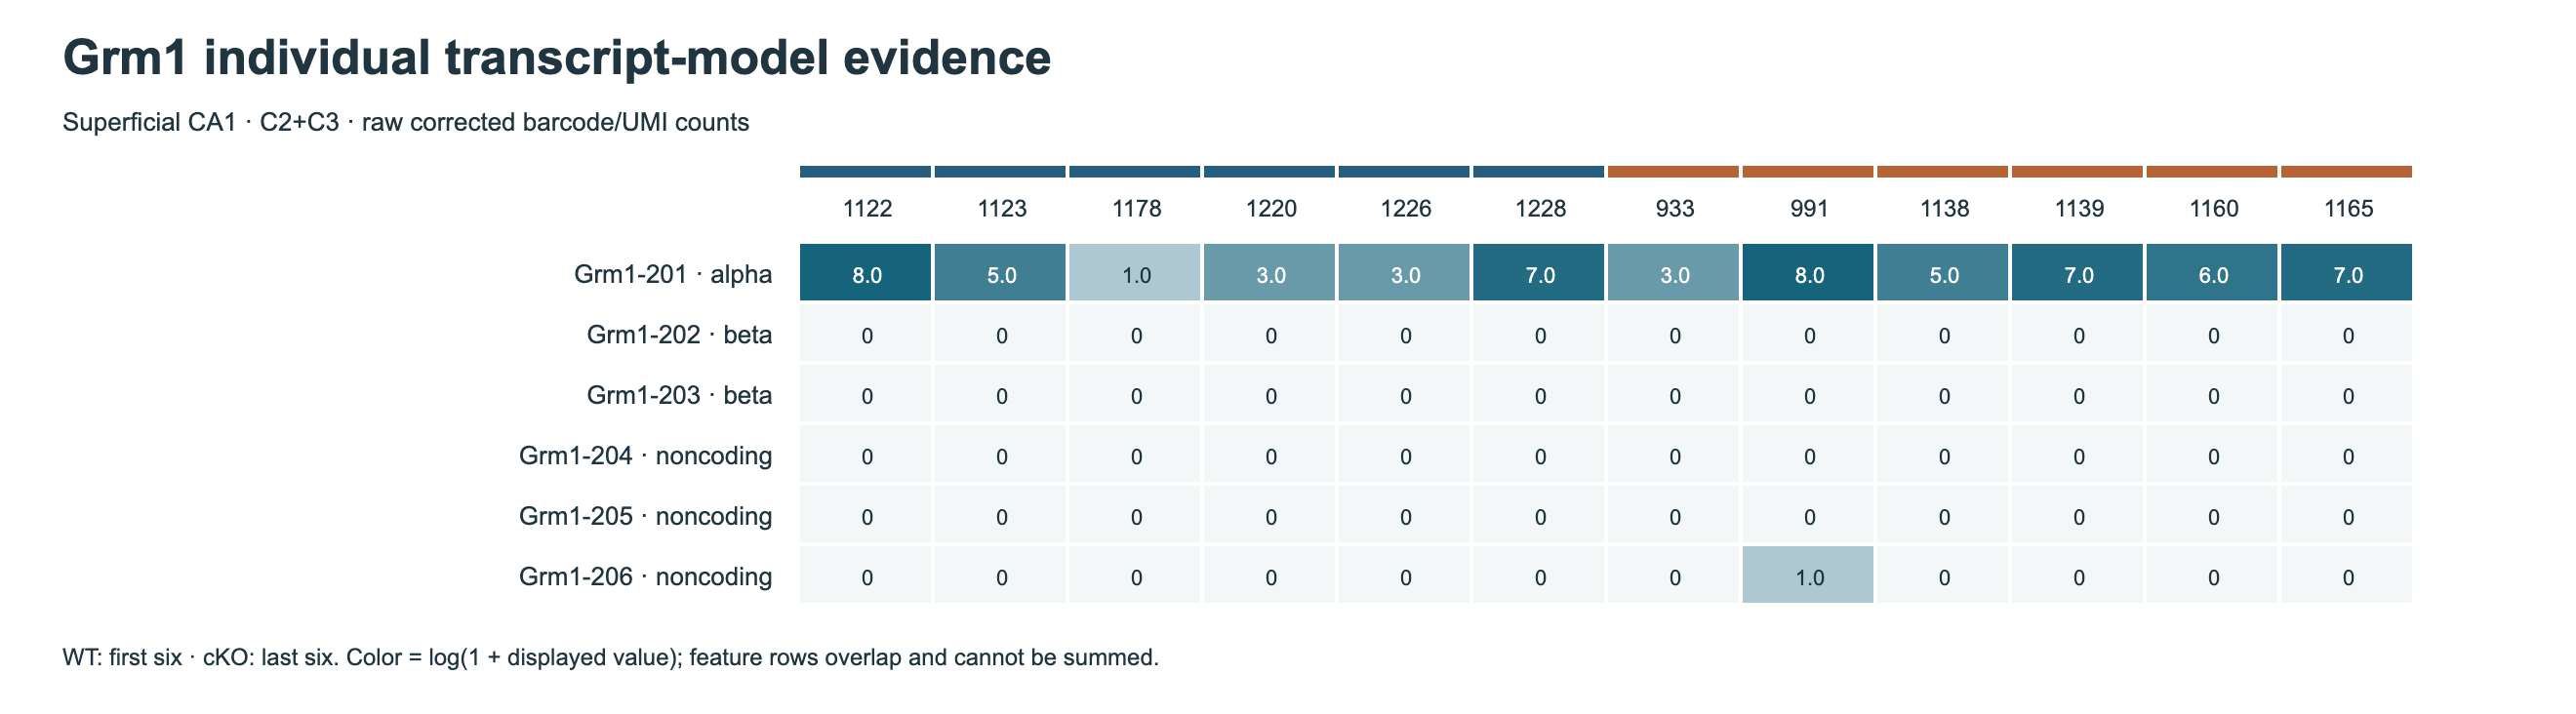 Grm1 individual transcript-model evidence
Superficial CA1 · C2+C3 · raw corrected barcode/UMI counts
1122 1123 1178 1220 1226 1228 933 991 1138 1139 1160 1165
Grm1-201 · alpha 8.0 5.0 1.0 3.0 3.0 7.0 3.0 8.0 5.0 7.0 6.0 7.0
Grm1-202 · beta 0 0 0 0 0 0 0 0 0 0 0 0
Grm1-203 · beta 0 0 0 0 0 0 0 0 0 0 0 0
Grm1-204 · noncoding 0 0 0 0 0 0 0 0 0 0 0 0
Grm1-205 · noncoding 0 0 0 0 0 0 0 0 0 0 0 0
Grm1-206 · noncoding 0 0 0 0 0 0 0 1.0 0 0 0 0
WT: first six · cKO: last six. Color = log(1 + displayed value); feature rows overlap and cannot be summed.